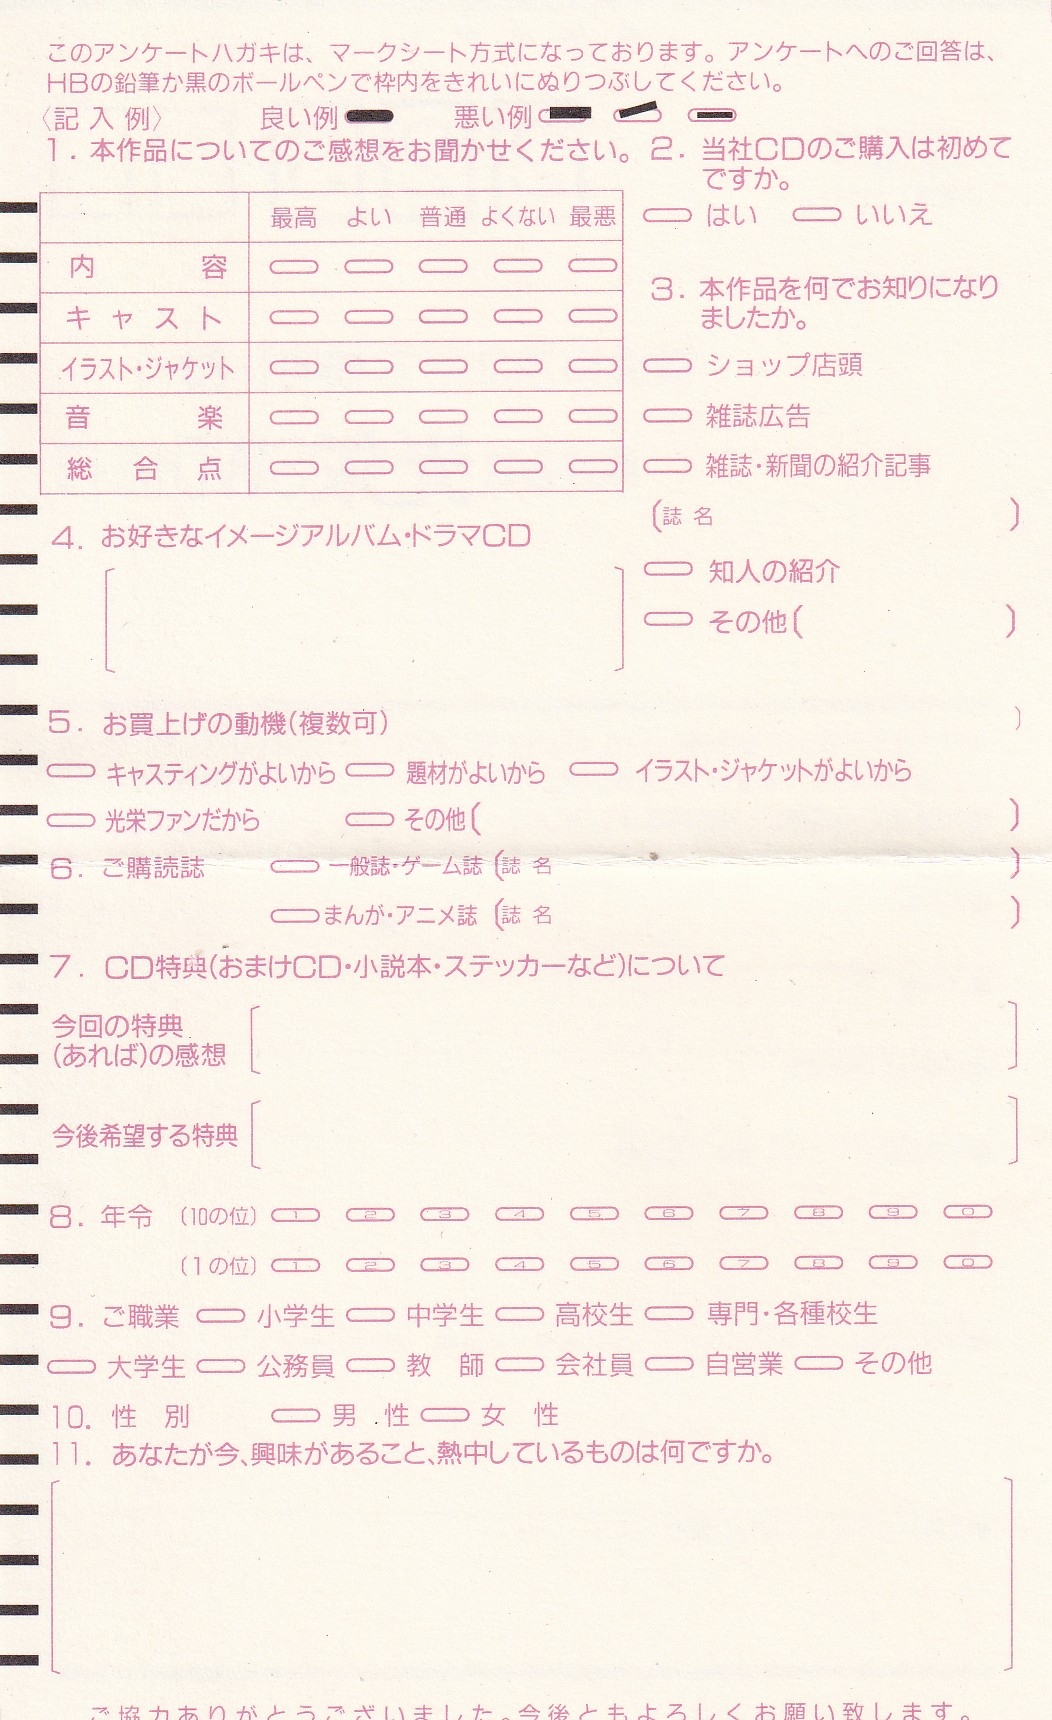 このアンケートハガキは、マークシート方式になっております。アンケートへのご回答は、
HBの鉛筆か黒のボールペンで枠内をきれいにぬりつぶしてください。
〈記入例〉 良い例 悪い例
1. 本作品についてのご感想をお聞かせください。
最高 よい 普通 よくない 最悪
内容
キャスト
イラスト・ジャケット
音楽
総合点
2. 当社CDのご購入は初めて
ですか。
はい いいえ
3. 本作品を何でお知りになり
ましたか。
ショップ店頭
雑誌広告
雑誌・新聞の紹介記事
(誌名 )
知人の紹介
その他( )
4. お好きなイメージアルバム・ドラマCD
5. お買上げの動機(複数可) )
キャスティングがよいから 題材がよいから イラスト・ジャケットがよいから
光栄ファンだから その他( )
6. ご購読誌 一般誌・ゲーム誌 (誌名 )
まんが・アニメ誌 (誌名 )
7. CD特典(おまけCD・小説本・ステッカーなど)について
今回の特典
(あれば)の感想
今後希望する特典
8. 年令 (10の位) 1 2 3 4 5 6 7 8 9 0
(1の位) 1 2 3 4 5 6 7 8 9 0
9. ご職業 小学生 中学生 高校生 専門・各種校生
大学生 公務員 教師 会社員 自営業 その他
10. 性別 男性 女性
11. あなたが今、興味があること、熱中しているものは何ですか。
ご協力ありがとうございました。今後ともよろしくお願い致します。